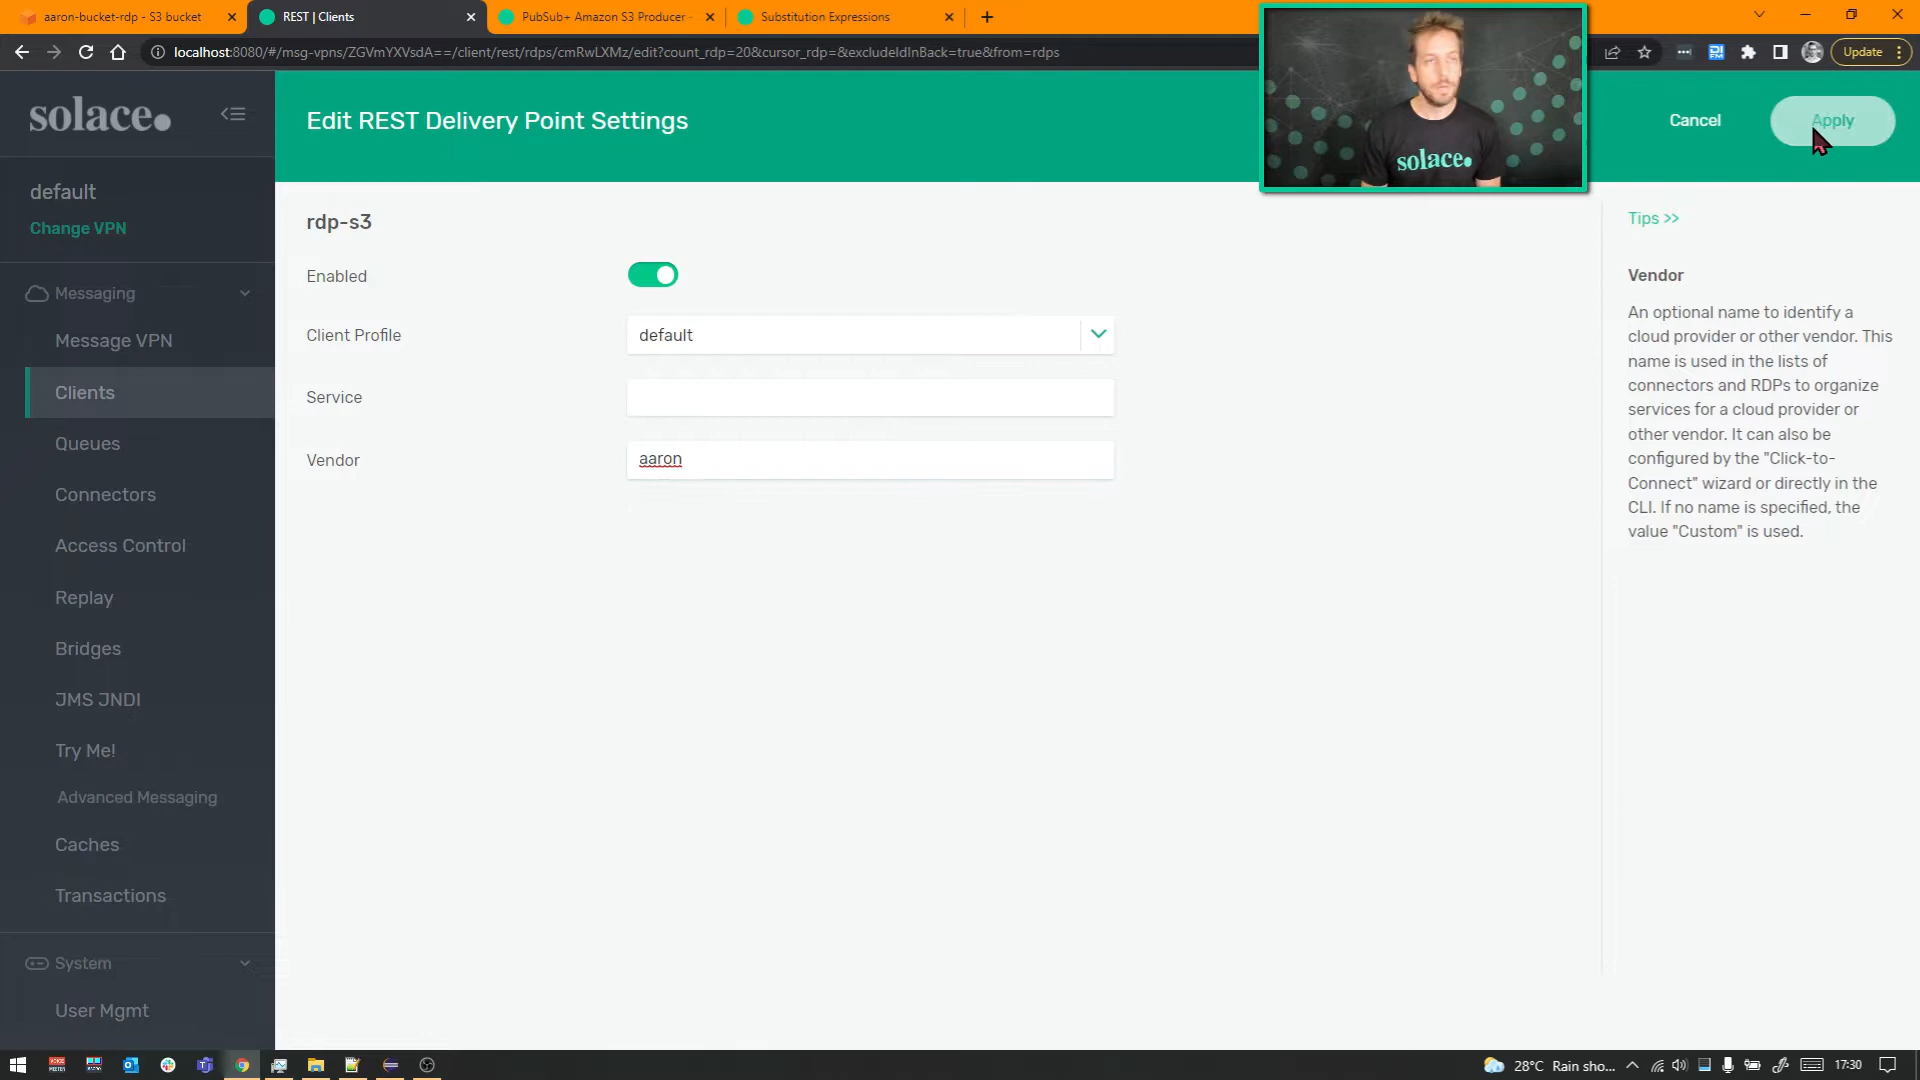 aaron-bucket-rdp - S3 bucket
REST | Clients
PubSub+ Amazon S3 Producer -
Substitution Expressions
localhost:8080/#/msg-vpns/ZGVmYXVsdA==/client/rest/rdps/cmRwLXMz/edit?count_rdp=20&cursor_rdp=&excludeIdInBack=true&from=rdps
Update
solace.
Edit REST Delivery Point Settings
solace.
Cancel
Apply
default
Change VPN
Messaging
Message VPN
Clients
Queues
Connectors
Access Control
Replay
Bridges
JMS JNDI
Try Me!
Advanced Messaging
Caches
Transactions
System
User Mgmt
rdp-s3
Enabled
Client Profile
default
Service
Vendor
aaron
Tips >>
Vendor
An optional name to identify a
cloud provider or other vendor. This
name is used in the lists of
connectors and RDPs to organize
services for a cloud provider or
other vendor. It can also be
configured by the "Click-to-
Connect" wizard or directly in the
CLI. If no name is specified, the
value "Custom" is used.
28°C Rain sho...
17:30